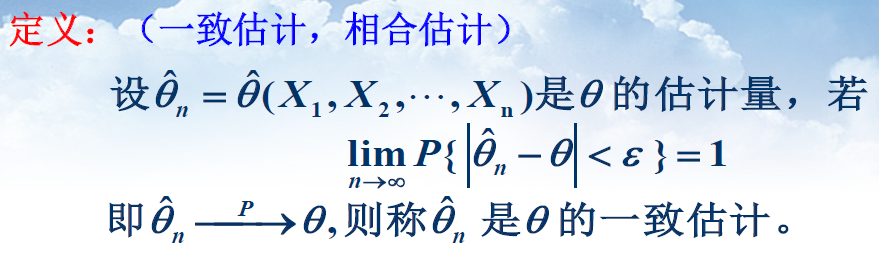 定义：（一致估计，相合估计）
设θ̂ₙ = θ̂(X₁, X₂, ⋯, Xₙ)是θ的估计量，若
lim P{|θ̂ₙ − θ| < ε} = 1
n→∞
即θ̂ₙ —P→ θ, 则称θ̂ₙ 是θ的一致估计。